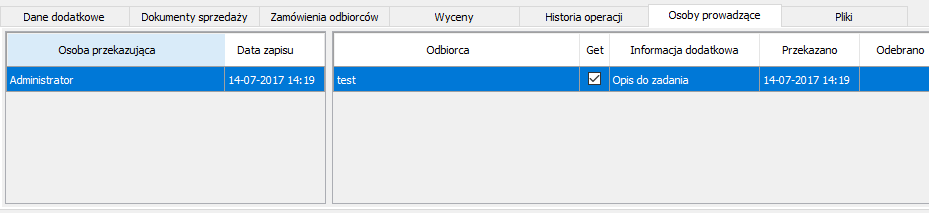 Dane dodatkowe Dokumenty sprzedaży Zamówienia odbiorców Wyceny Historia operacji Osoby prowadzące Pliki
Osoba przekazująca Data zapisu Odbiorca Get Informacja dodatkowa Przekazano Odebrano
Administrator 14-07-2017 14:19 test Opis do zadania 14-07-2017 14:19